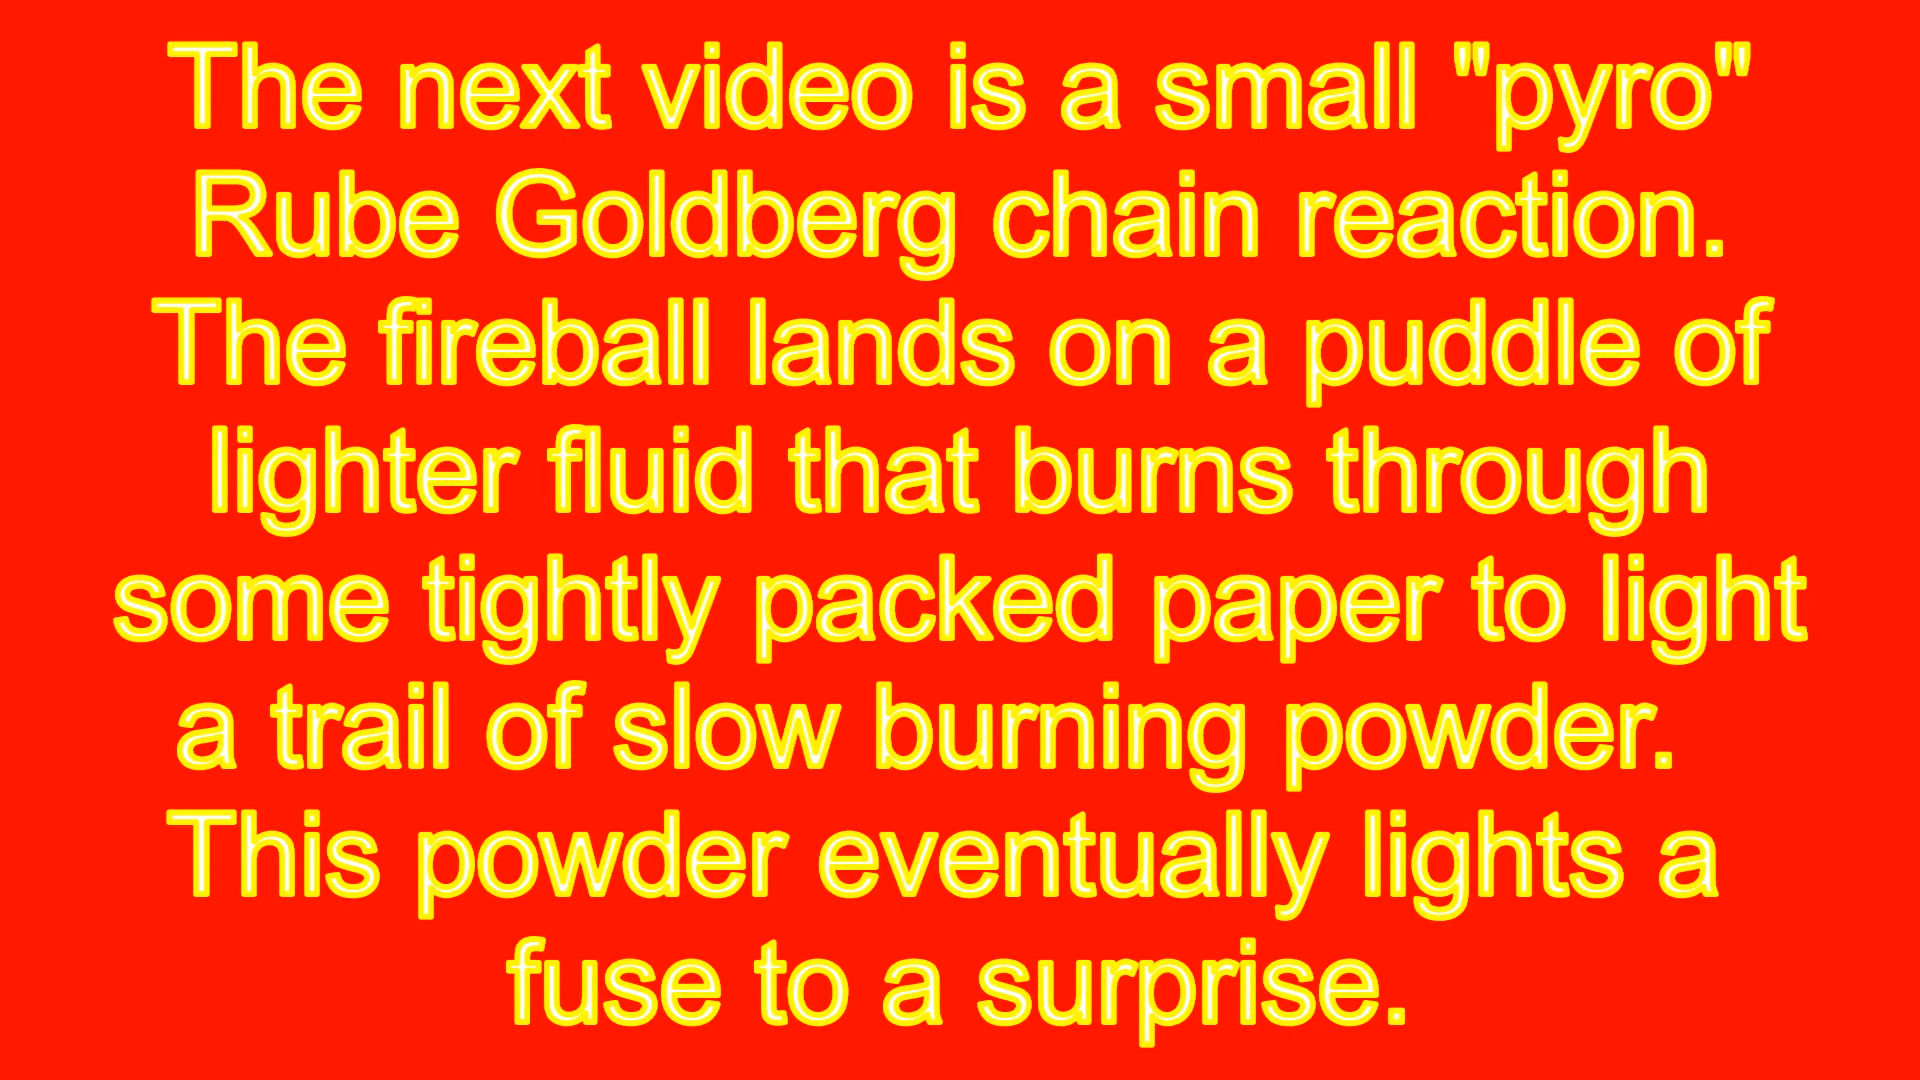 The next video is a small "pyro"
Rube Goldberg chain reaction.
The fireball lands on a puddle of
lighter fluid that burns through
some tightly packed paper to light
a trail of slow burning powder.
This powder eventually lights a
fuse to a surprise.